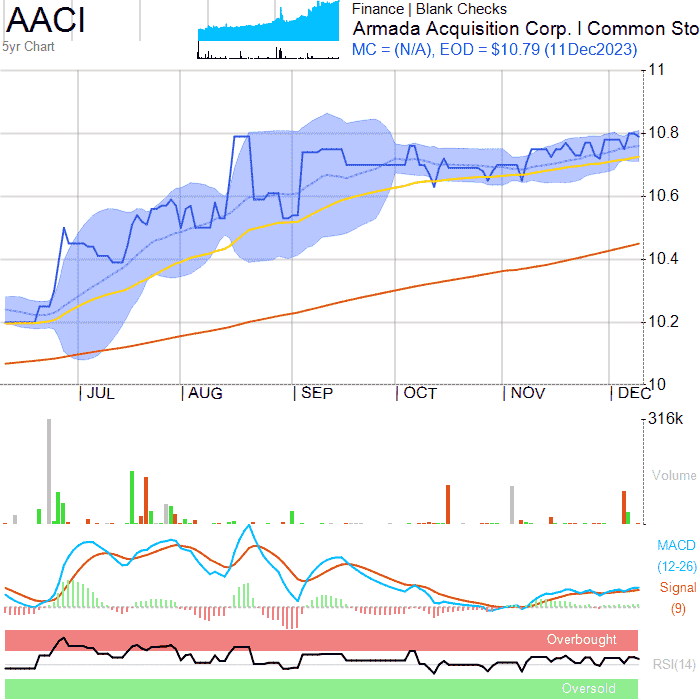 AACI
5yr Chart
Finance | Blank Checks
Armada Acquisition Corp. I Common Sto
MC = (N/A), EOD = $10.79 (11Dec2023)
11
10.8
10.6
10.4
10.2
10
| JUL
| AUG
| SEP
| OCT
| NOV
| DEC
316k
Volume
MACD
(12-26)
Signal
(9)
Overbought
RSI(14)
Oversold